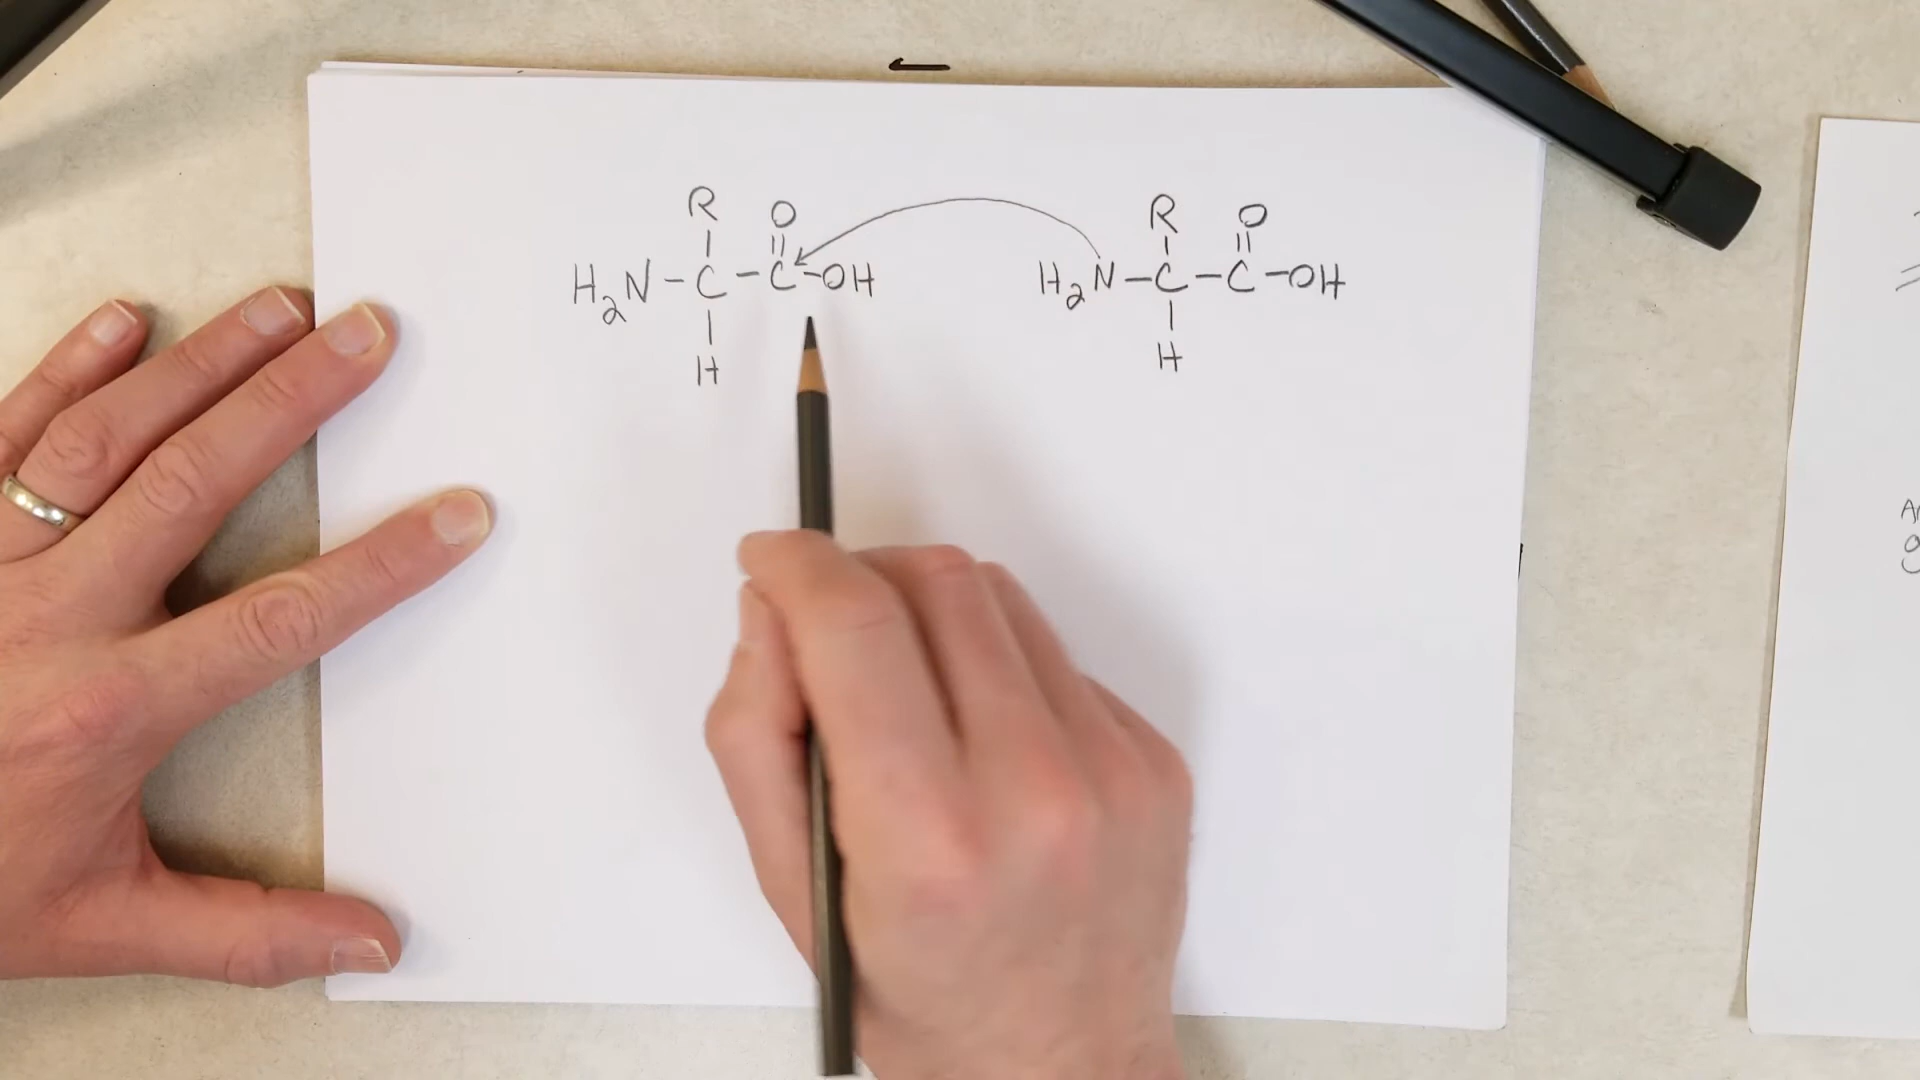 R O R O
H₂N-C-C-OH H₂N-C-C-OH
H H